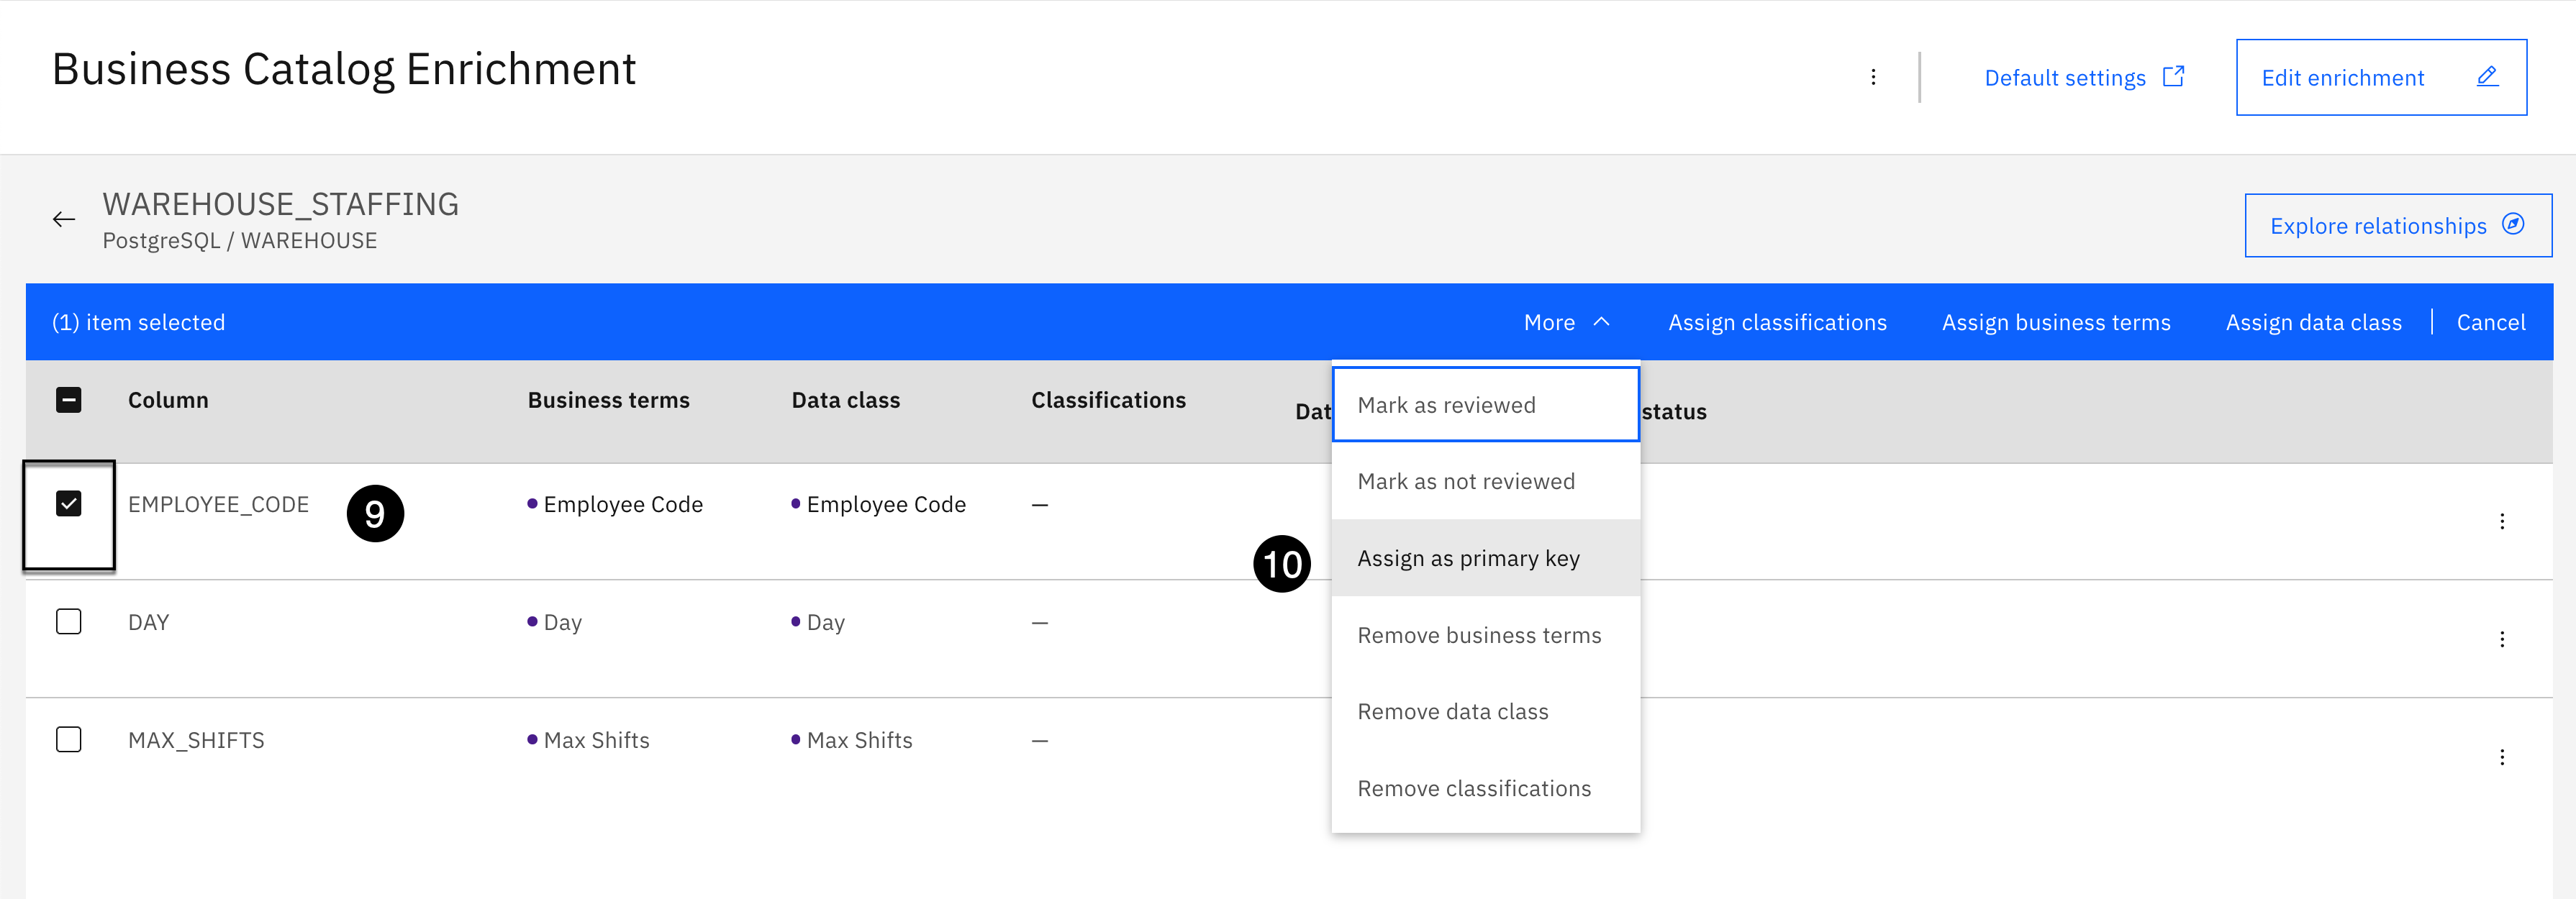 Business Catalog Enrichment
Default settings
Edit enrichment
WAREHOUSE_STAFFING
PostgreSQL / WAREHOUSE
Explore relationships
(1) item selected
More
Assign classifications
Assign business terms
Assign data class
Cancel
Column
Business terms
Data class
Classifications
Dat
status
Mark as reviewed
Mark as not reviewed
Assign as primary key
Remove business terms
Remove data class
Remove classifications
EMPLOYEE_CODE
9
Employee Code
Employee Code
—
10
DAY
Day
Day
—
MAX_SHIFTS
Max Shifts
Max Shifts
—